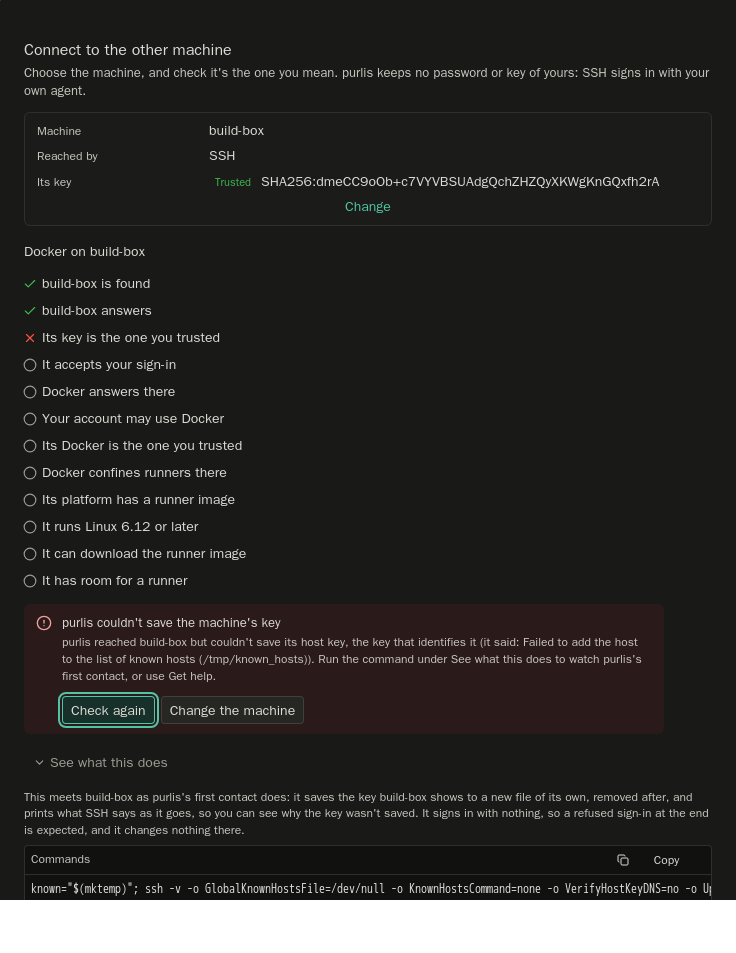 Connect to the other machine
Choose the machine, and check it's the one you mean. purlis keeps no password or key of yours: SSH signs in with your
own agent.
Machine build-box
Reached by SSH
Its key Trusted SHA256:dmeCC9oOb+c7VYVBSUAdgQchZHZQyXKWgKnGQxfh2rA
Change
Docker on build-box
build-box is found
build-box answers
Its key is the one you trusted
It accepts your sign-in
Docker answers there
Your account may use Docker
Its Docker is the one you trusted
Docker confines runners there
Its platform has a runner image
It runs Linux 6.12 or later
It can download the runner image
It has room for a runner
purlis couldn't save the machine's key
purlis reached build-box but couldn't save its host key, the key that identifies it (it said: Failed to add the host
to the list of known hosts (/tmp/known_hosts)). Run the command under See what this does to watch purlis's
first contact, or use Get help.
Check again Change the machine
See what this does
This meets build-box as purlis's first contact does: it saves the key build-box shows to a new file of its own, removed after, and
prints what SSH says as it goes, so you can see why the key wasn't saved. It signs in with nothing, so a refused sign-in at the end
is expected, and it changes nothing there.
Commands Copy
known="$(mktemp)"; ssh -v -o GlobalKnownHostsFile=/dev/null -o KnownHostsCommand=none -o VerifyHostKeyDNS=no -o